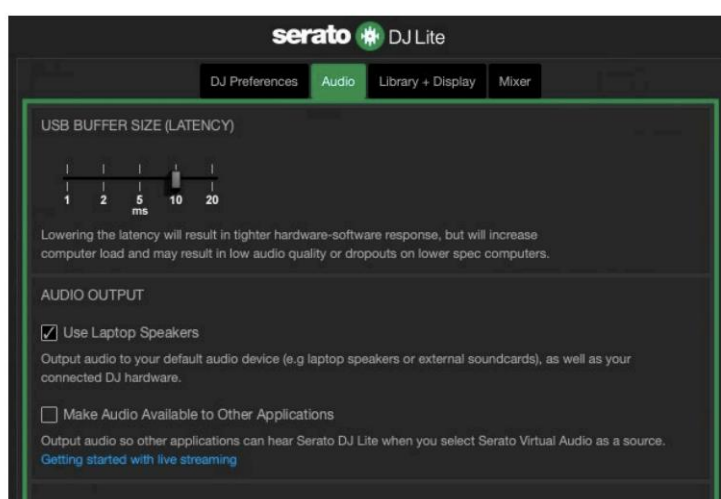 serato DJ Lite
DJ Preferences Audio Library + Display Mixer
USB BUFFER SIZE (LATENCY)
1 2 5 10 20
ms
Lowering the latency will result in tighter hardware-software response, but will increase
computer load and may result in low audio quality or dropouts on lower spec computers.
AUDIO OUTPUT
Use Laptop Speakers
Output audio to your default audio device (e.g laptop speakers or external soundcards), as well as your
connected DJ hardware.
Make Audio Available to Other Applications
Output audio so other applications can hear Serato DJ Lite when you select Serato Virtual Audio as a source.
Getting started with live streaming